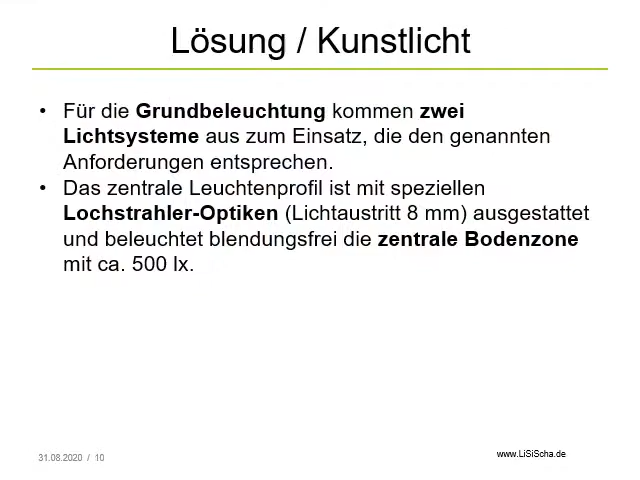 Lösung / Kunstlicht
• Für die Grundbeleuchtung kommen zwei
Lichtsysteme aus zum Einsatz, die den genannten
Anforderungen entsprechen.
• Das zentrale Leuchtenprofil ist mit speziellen
Lochstrahler-Optiken (Lichtaustritt 8 mm) ausgestattet
und beleuchtet blendungsfrei die zentrale Bodenzone
mit ca. 500 lx.
31.08.2020 / 10
www.LiSiScha.de